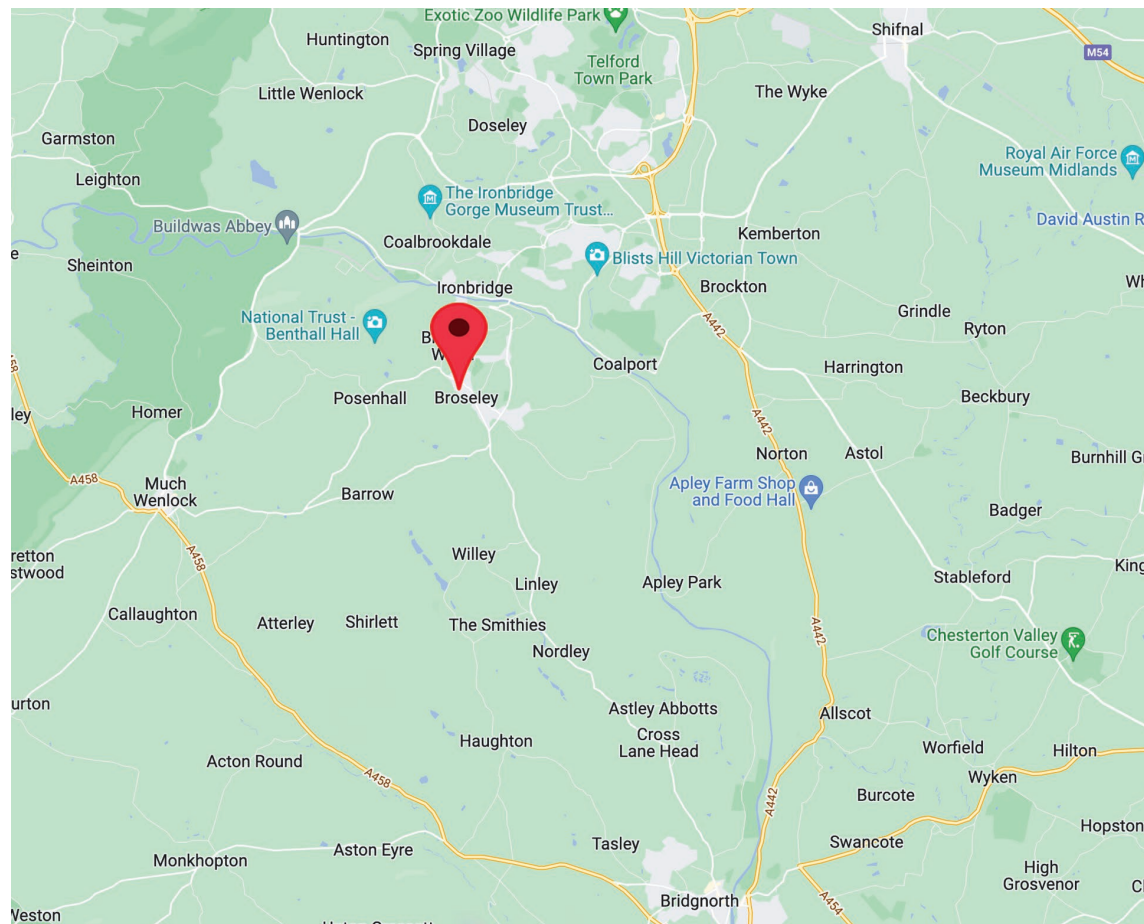 Exotic Zoo Wildlife Park
Shifnal
Huntington
Spring Village
M54
Telford
Town Park
Little Wenlock
The Wyke
Doseley
Garmston
Royal Air Force
Museum Midlands
Leighton
The Ironbridge
Gorge Museum Trust...
David Austin R
Buildwas Abbey
Coalbrookdale
Kemberton
Blists Hill Victorian Town
Sheinton
Ironbridge
Brockton
Grindle
National Trust -
Benthall Hall
A442
Ryton
Coalport
Harrington
Posenhall
Broseley
Beckbury
Homer
A442
Norton
Astol
Burnhill G
A458
Much
Wenlock
Barrow
Apley Farm Shop
and Food Hall
Badger
A458
Willey
Linley
Apley Park
Stableford
King
Callaughton
Atterley
Shirlett
The Smithies
A442
Chesterton Valley
Golf Course
Nordley
urton
Astley Abbotts
Allscot
Cross
Lane Head
Haughton
Worfield
Hilton
Acton Round
A458
Wyken
A442
Burcote
Hopston
Tasley
Swancote
Aston Eyre
Monkhopton
High
Grosvenor
Bridgnorth
A454
Weston